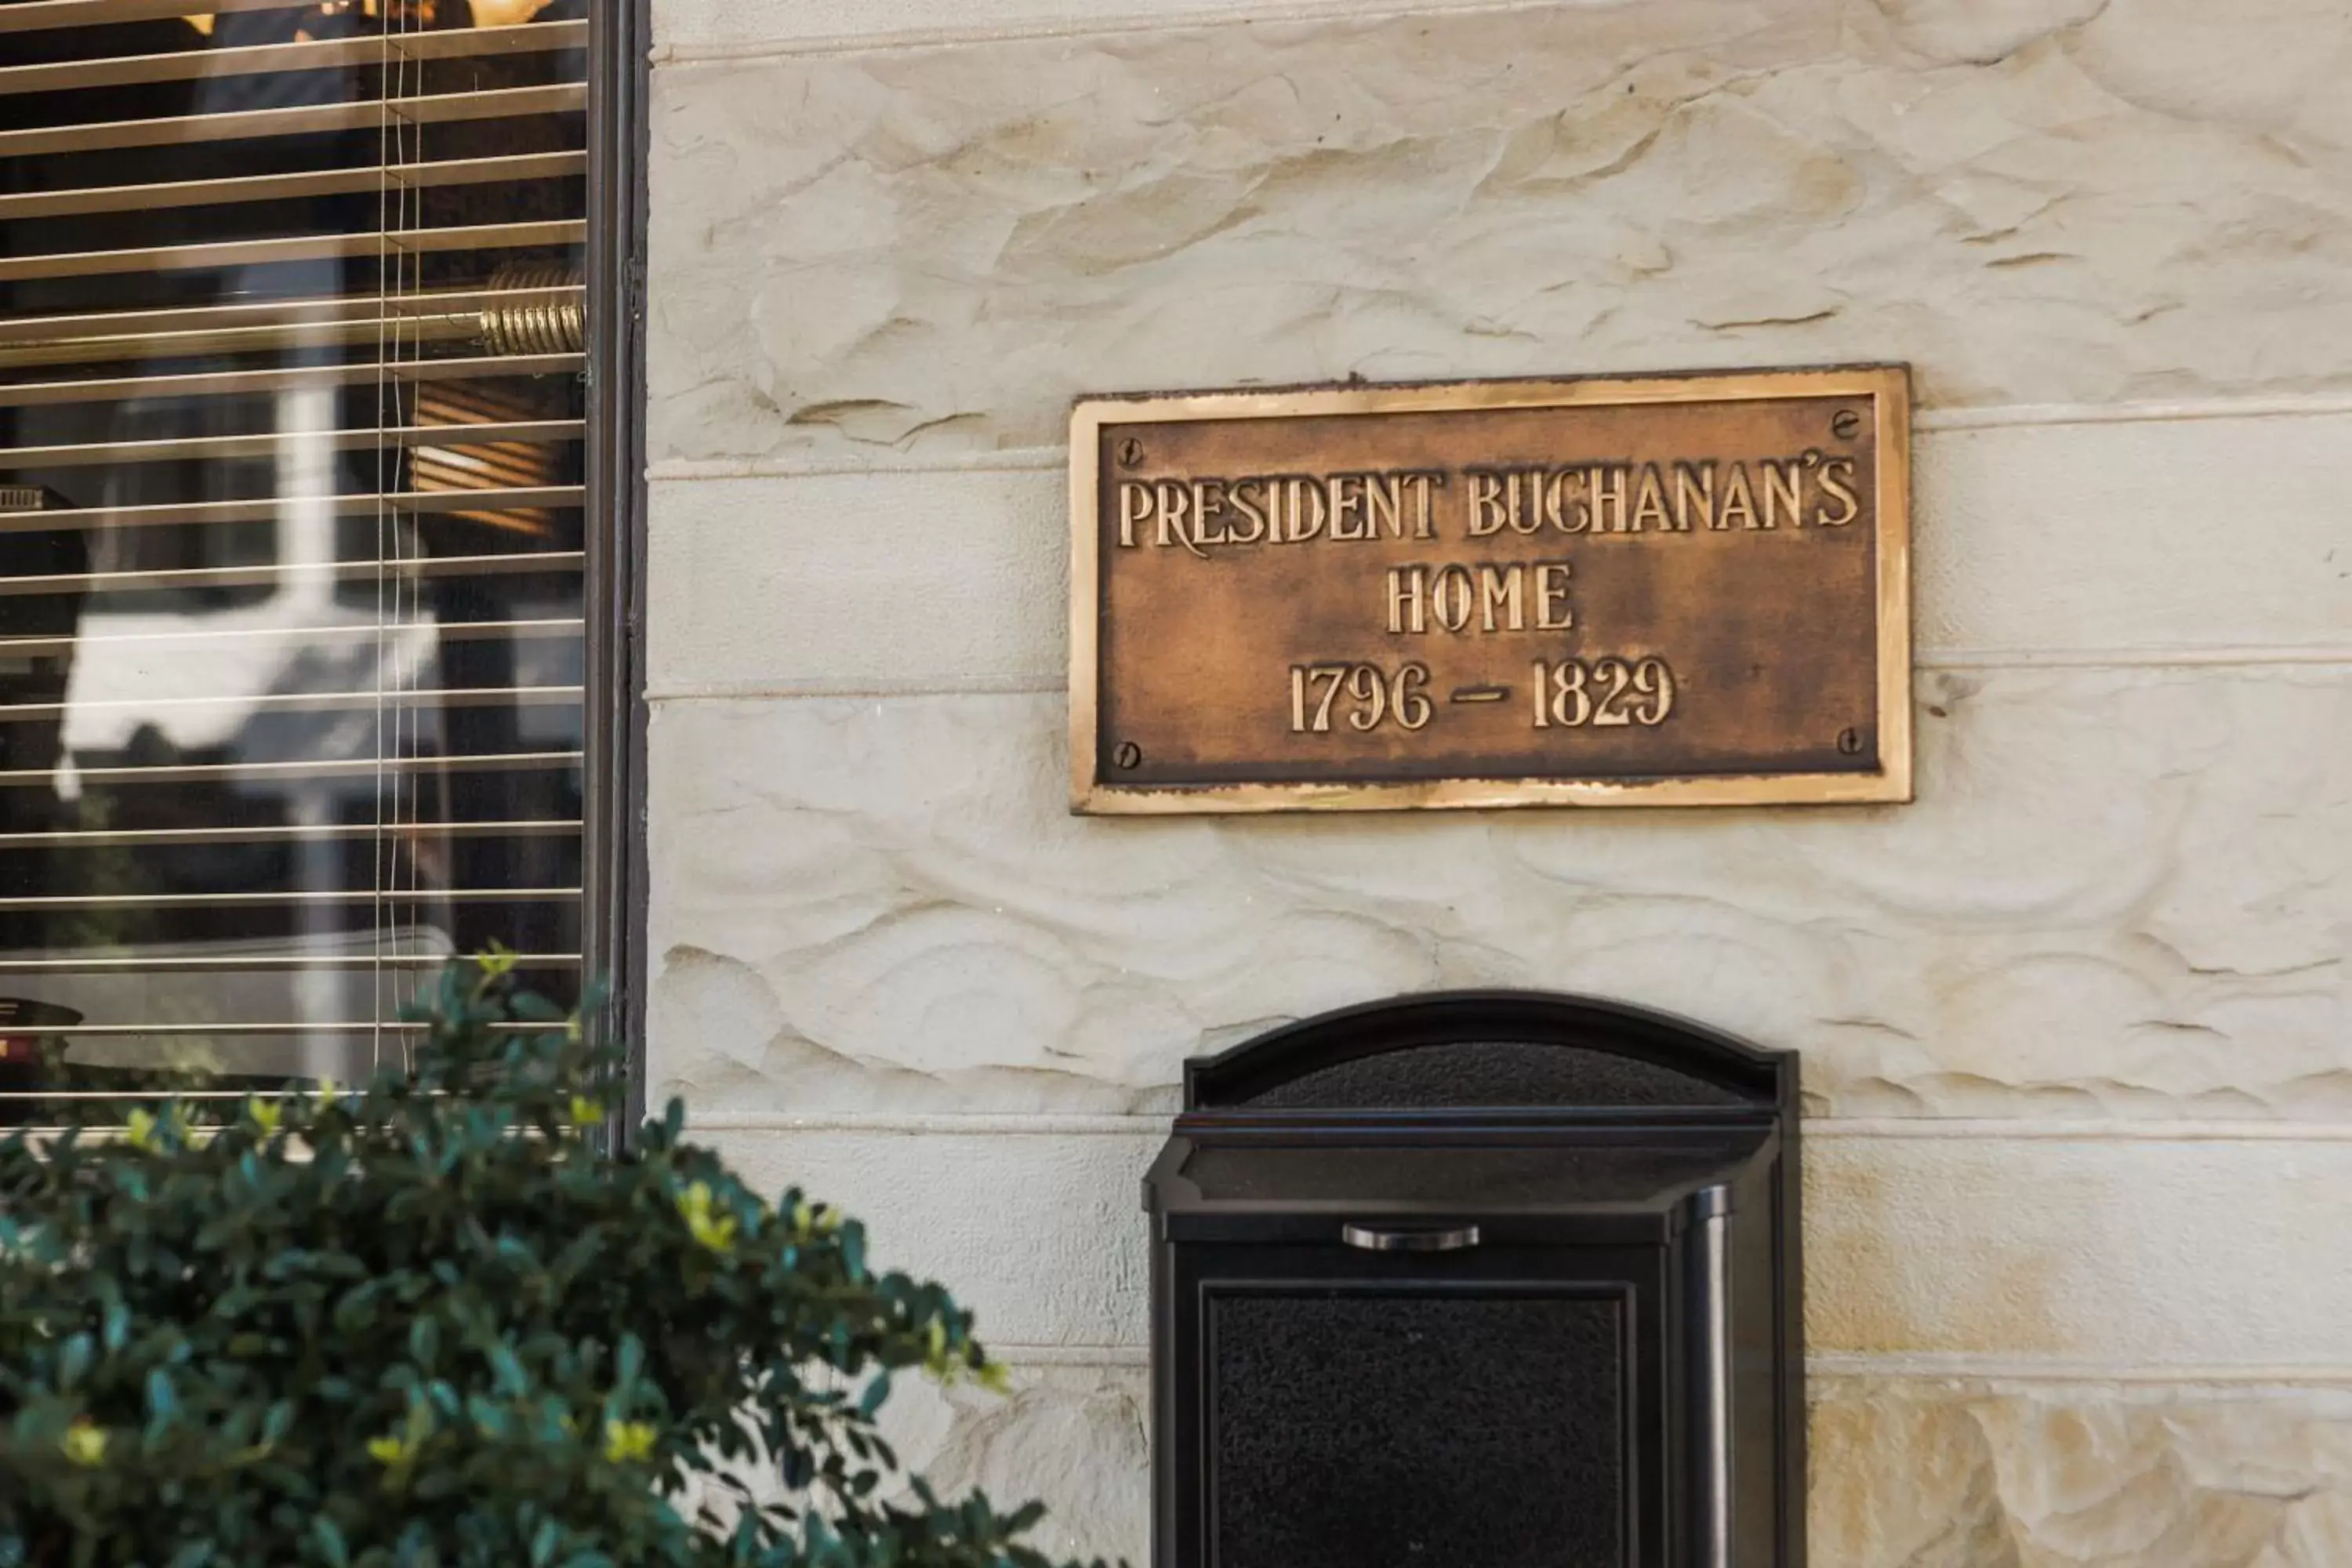 PRESIDENT BUCHANAN'S
HOME
1796 – 1829